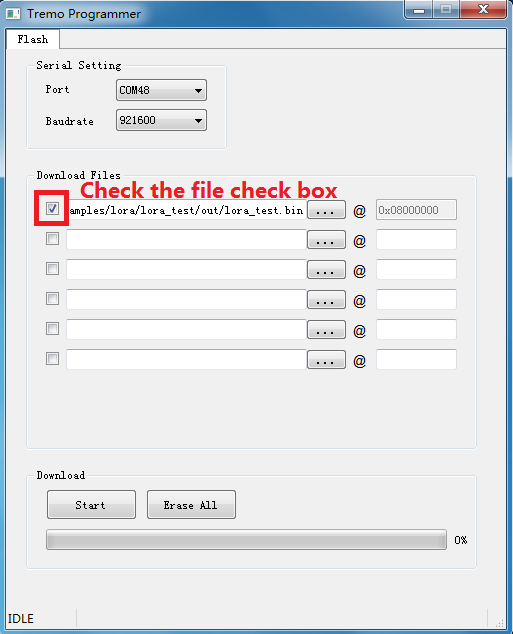 Tremo Programmer
Flash
Serial Setting
Port
COM48
Baudrate
921600
Download Files
Check the file check box
amples/lora/lora_test/out/lora_test.bin ... @ 0x08000000
... @
... @
... @
... @
... @
Download
Start Erase All
0%
IDLE